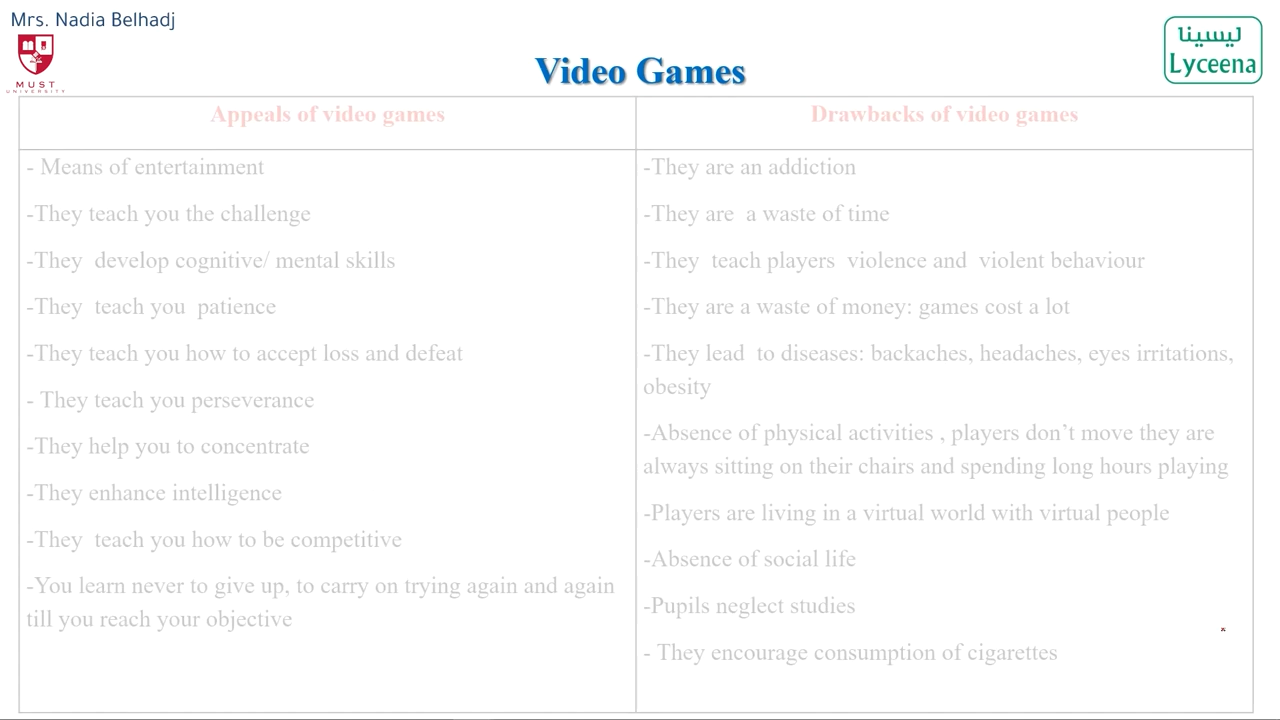 Mrs. Nadia Belhadj
MUST
UNIVERSITY
ليسينا
Lyceena
Video Games
Appeals of video games
- Means of entertainment
-They teach you the challenge
-They  develop cognitive/ mental skills
-They  teach you  patience
-They teach you how to accept loss and defeat
- They teach you perseverance
-They help you to concentrate
-They enhance intelligence
-They  teach you how to be competitive
-You learn never to give up, to carry on trying again and again
till you reach your objective
Drawbacks of video games
-They are an addiction
-They are  a waste of time
-They  teach players  violence and  violent behaviour
-They are a waste of money: games cost a lot
-They lead  to diseases: backaches, headaches, eyes irritations,
obesity
-Absence of physical activities , players don’t move they are
always sitting on their chairs and spending long hours playing
-Players are living in a virtual world with virtual people
-Absence of social life
-Pupils neglect studies
- They encourage consumption of cigarettes